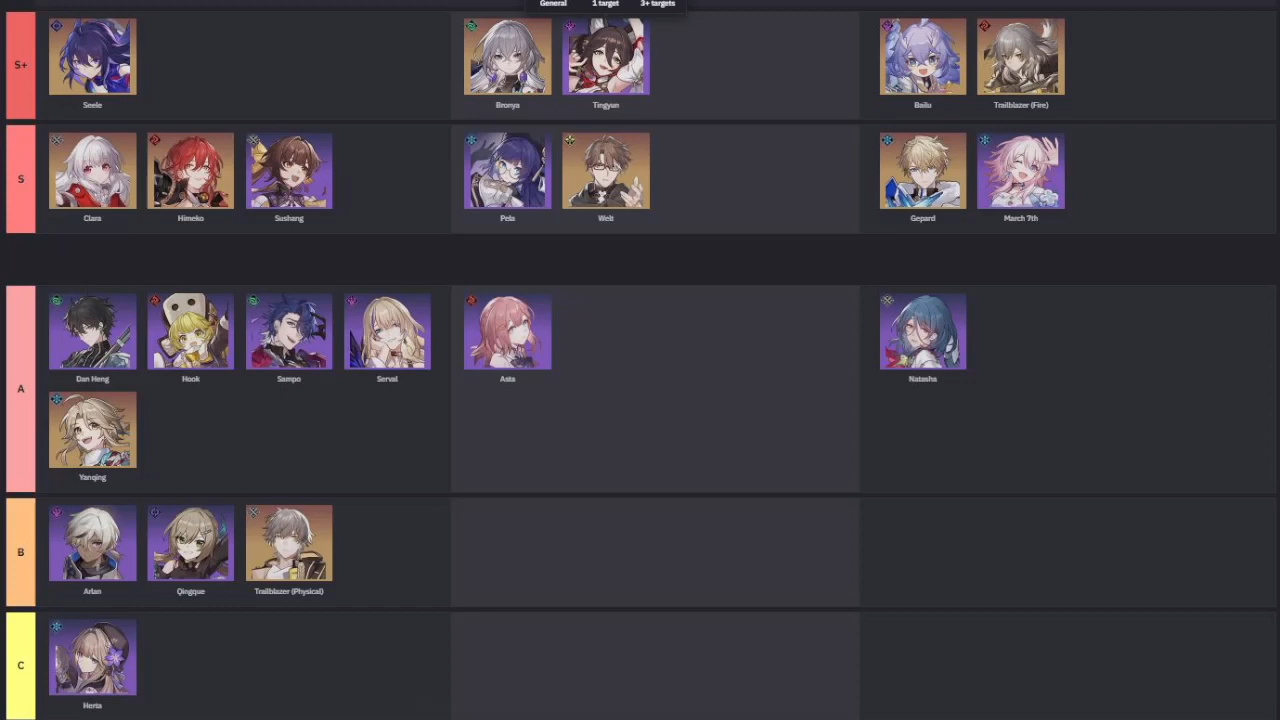 General 1 target 3+ targets
S+
Seele
Bronya
Tingyun
Bailu
Trailblazer (Fire)
S
Clara
Himeko
Sushang
Pela
Welt
Gepard
March 7th
A
Dan Heng
Hook
Sampo
Serval
Asta
Natasha
Yanqing
B
Arlan
Qingque
Trailblazer (Physical)
C
Herta